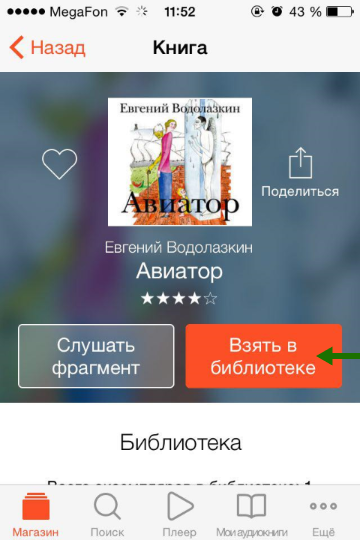 MegaFon 11:52 43 %
Назад Книга
Евгений Водолазкин
Авиатор
Поделиться
Евгений Водолазкин
Авиатор
Слушать фрагмент
Взять в библиотеке
Библиотека
Магазин Поиск Плеер Мои аудиокниги Ещё